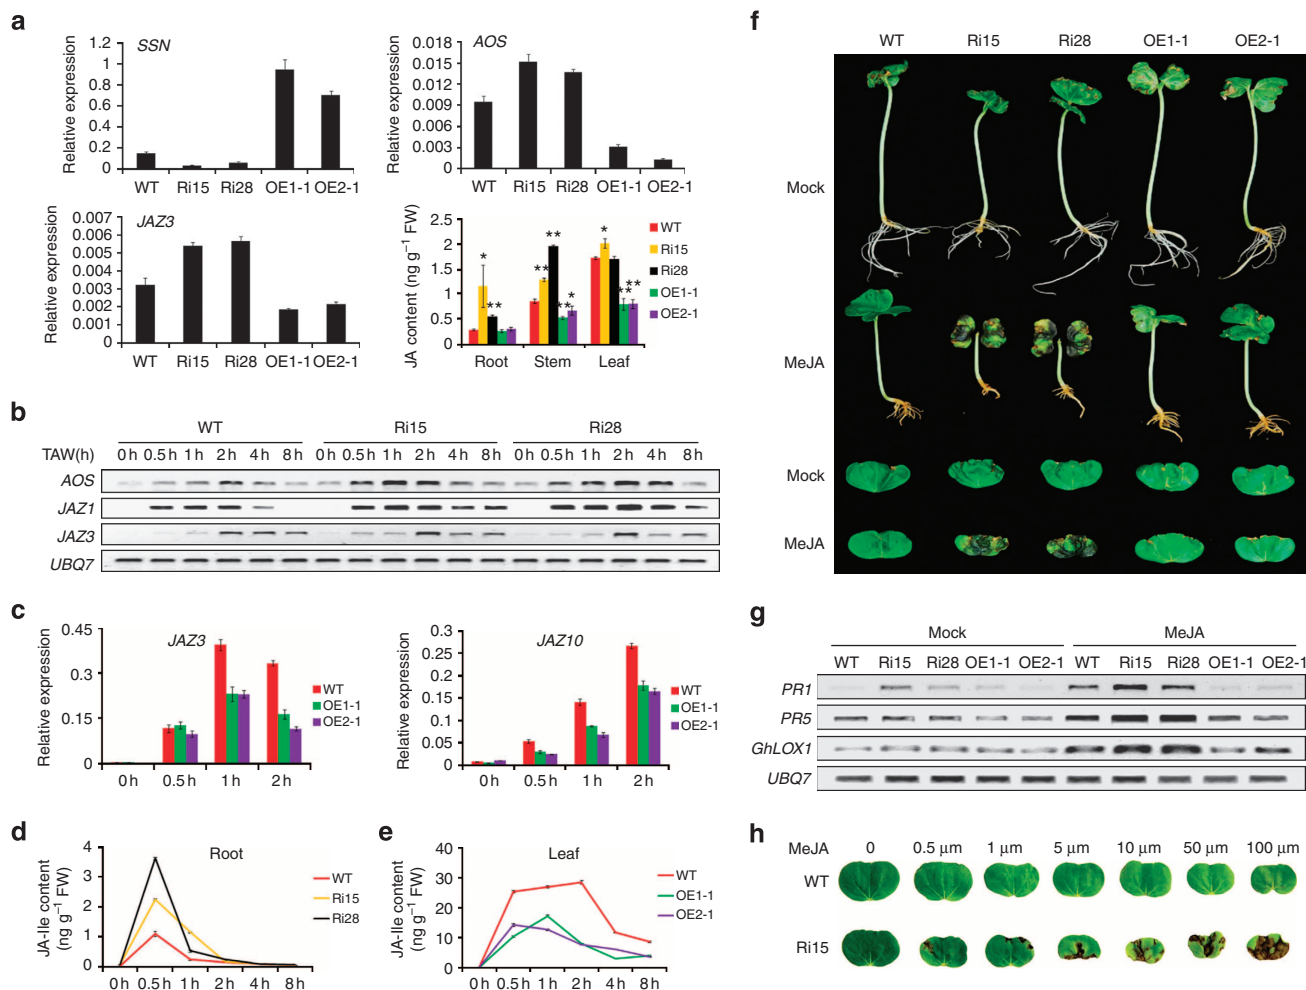 a
SSN
Relative expression
1.2
1
0.8
0.6
0.4
0.2
0
WT Ri15 Ri28 OE1-1 OE2-1
AOS
Relative expression
0.018
0.015
0.012
0.009
0.006
0.003
0
WT Ri15 Ri28 OE1-1 OE2-1
JAZ3
Relative expression
0.007
0.006
0.005
0.004
0.003
0.002
0.001
0
WT Ri15 Ri28 OE1-1 OE2-1
JA content (ng g−1 FW)
2.5
2
1.5
1
0.5
0
* ** ** ** ** * * ** **
WT
Ri15
Ri28
OE1-1
OE2-1
Root Stem Leaf
b
WT Ri15 Ri28
TAW(h) 0 h 0.5 h 1 h 2 h 4 h 8 h 0 h 0.5 h 1 h 2 h 4 h 8 h 0 h 0.5 h 1 h 2 h 4 h 8 h
AOS
JAZ1
JAZ3
UBQ7
c
JAZ3
Relative expression
0.45
0.3
0.15
0
WT
OE1-1
OE2-1
0 h 0.5 h 1 h 2 h
JAZ10
Relative expression
0.3
0.25
0.2
0.15
0.1
0.05
0
WT
OE1-1
OE2-1
0 h 0.5 h 1 h 2 h
d
Root
JA-Ile content
(ng g−1 FW)
4
3
2
1
0
WT
Ri15
Ri28
0 h 0.5 h 1 h 2 h 4 h 8 h
e
Leaf
JA-Ile content
(ng g−1 FW)
40
30
20
10
0
WT
OE1-1
OE2-1
0 h 0.5 h 1 h 2 h 4 h 8 h
f
WT Ri15 Ri28 OE1-1 OE2-1
Mock
MeJA
Mock
MeJA
g
Mock MeJA
WT Ri15 Ri28 OE1-1 OE2-1 WT Ri15 Ri28 OE1-1 OE2-1
PR1
PR5
GhLOX1
UBQ7
h
MeJA 0 0.5 μm 1 μm 5 μm 10 μm 50 μm 100 μm
WT
Ri15